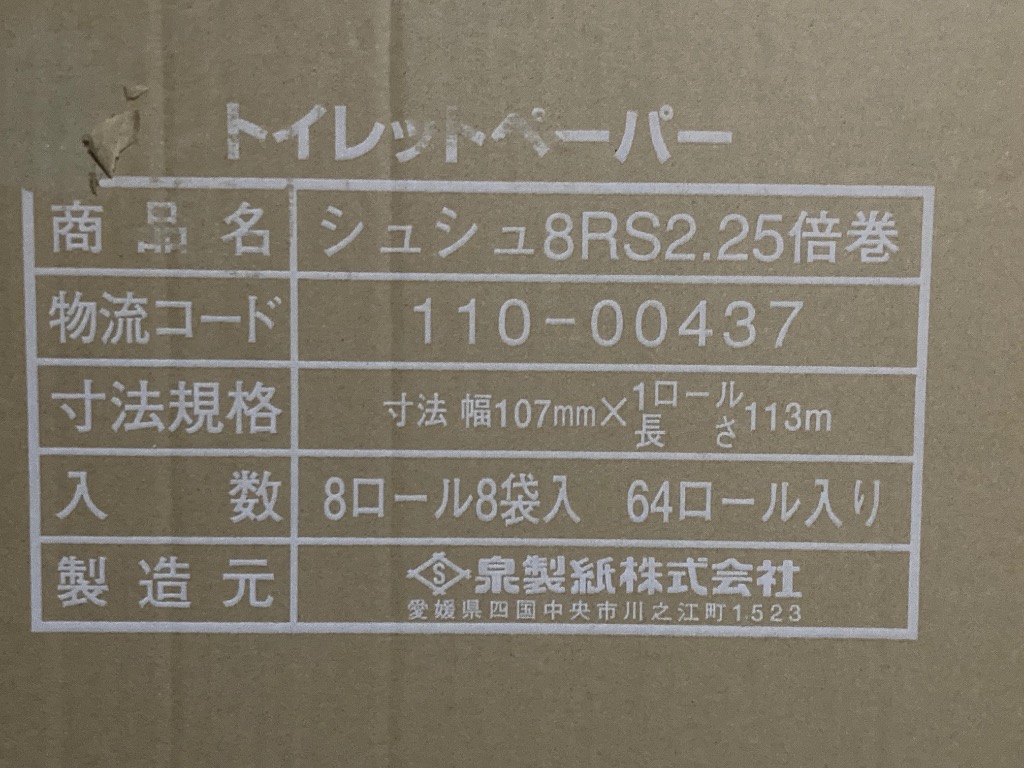 トイレットペーパー
商品名 シュシュ8RS2.25倍巻
物流コード 110-00437
寸法規格 寸法 幅107mm×1ロール長さ113m
入数 8ロール8袋入 64ロール入り
製造元 S 泉製紙株式会社
愛媛県四国中央市川之江町1523